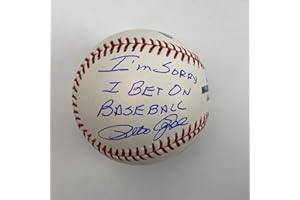 I'm SORRY
I BET ON
BASEBALL
Pete Rose